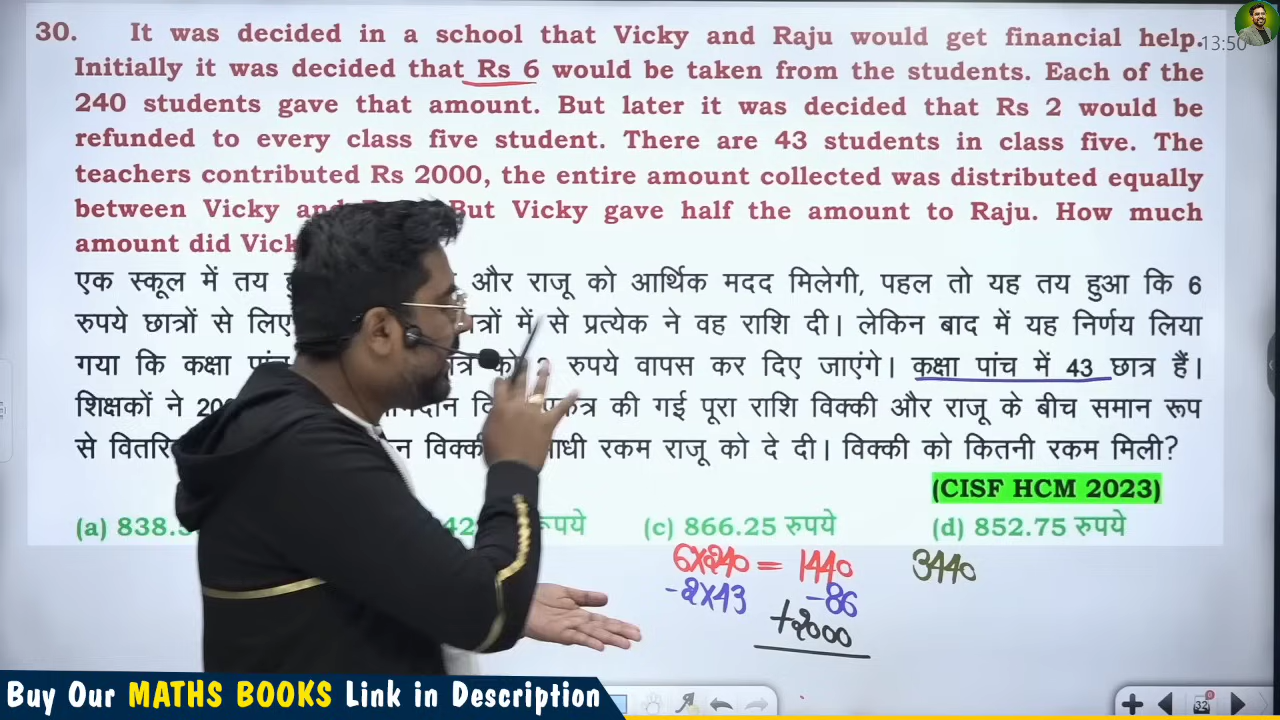 30. It was decided in a school that Vicky and Raju would get financial help.
13:50
Initially it was decided that Rs 6 would be taken from the students. Each of the
240 students gave that amount. But later it was decided that Rs 2 would be
refunded to every class five student. There are 43 students in class five. The
teachers contributed Rs 2000, the entire amount collected was distributed equally
between Vicky and But Vicky gave half the amount to Raju. How much
amount did
एक स्कूल में तय और राजू को आर्थिक मदद मिलेगी, पहल तो यह तय हुआ कि 6
रुपये छात्रों से में से प्रत्येक ने वह राशि दी। लेकिन बाद में यह निर्णय लिया
गया कि कक्षा को रुपये वापस कर दिए जाएंगे। कक्षा पांच में 43 छात्र हैं।
शिक्षकों ने की गई पूरा राशि विक्की और राजू के बीच समान रूप
से विक्की रकम राजू को दे दी। विक्की को कितनी रकम मिली?
(CISF HCM 2023)
(a) (c) 866.25 रुपये (d) 852.75 रुपये
6×240 = 1440 3440
-2×43 -86
+2000
Buy Our MATHS BOOKS Link in Description